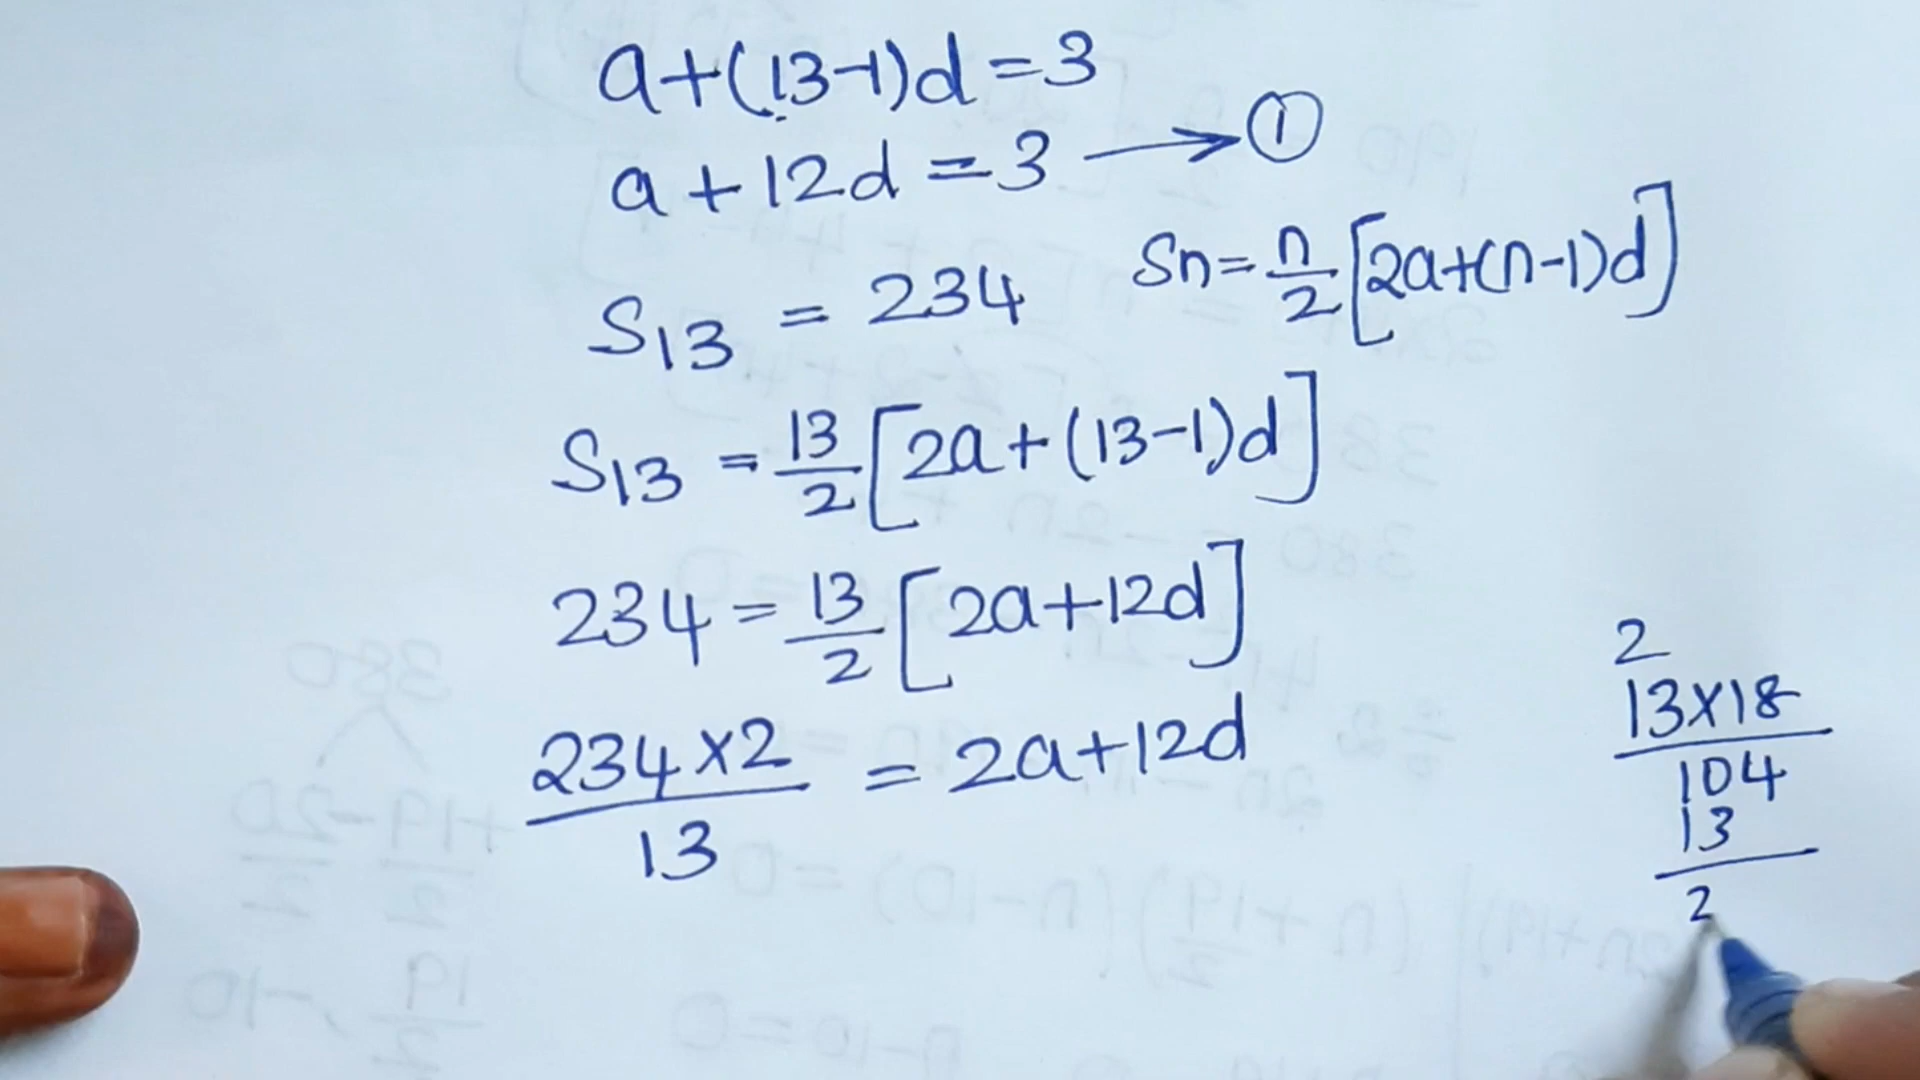 a+(13-1)d=3
a+12d=3 → ①
S13 = 234
Sn=n/2[2a+(n-1)d]
S13 = 13/2[2a+(13-1)d]
234 = 13/2[2a+12d]
234×2/13 = 2a+12d
2
13×18
104
13
2